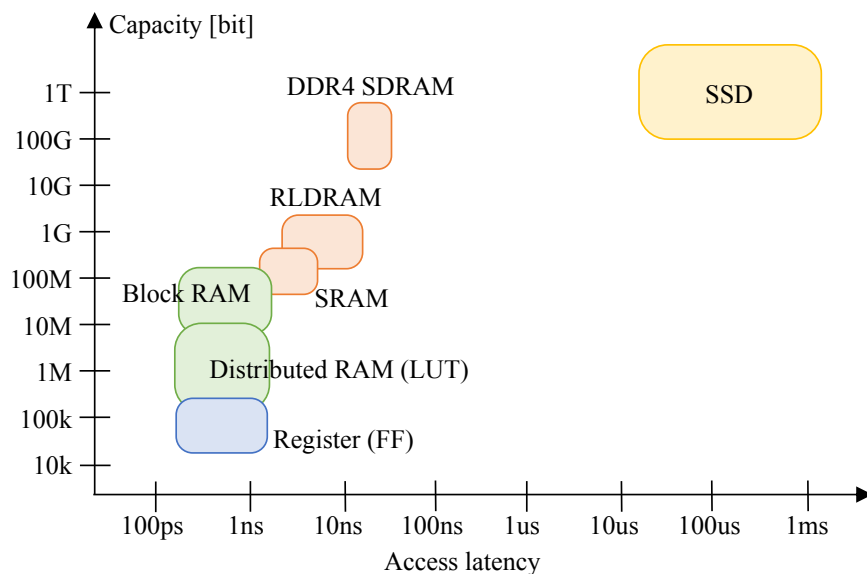 Capacity [bit]
DDR4 SDRAM
1T
SSD
100G
10G
RLDRAM
1G
100M
Block RAM
SRAM
10M
1M
Distributed RAM (LUT)
100k
Register (FF)
10k
100ps 1ns 10ns 100ns 1us 10us 100us 1ms
Access latency